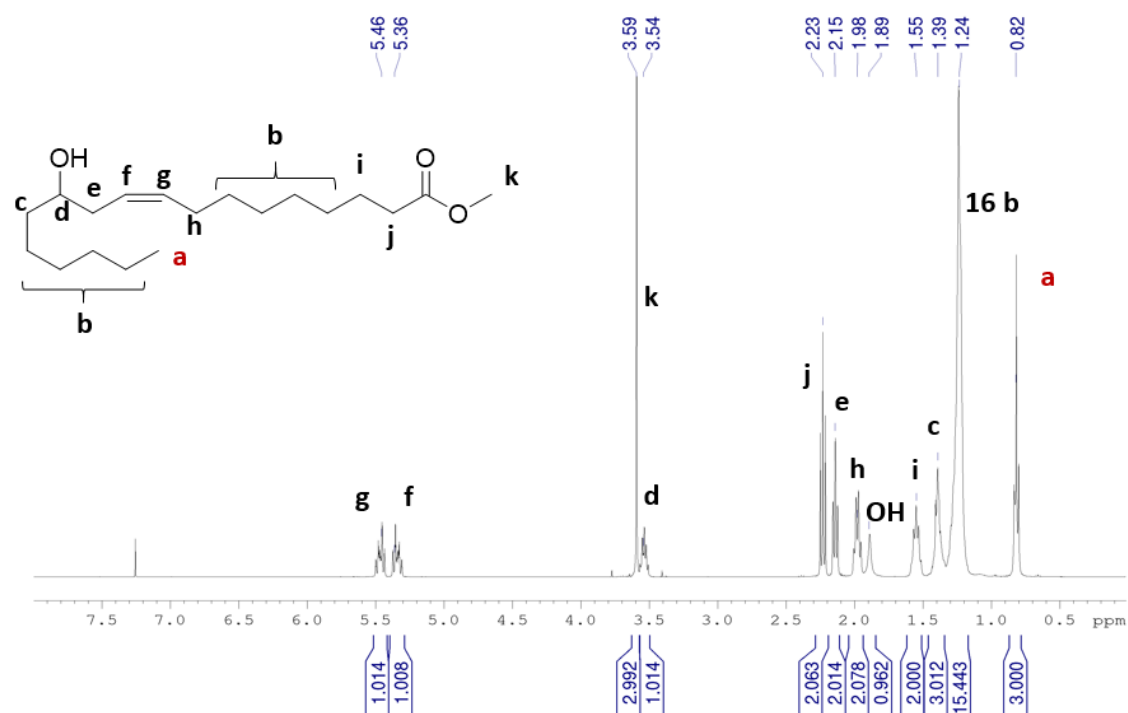 5.46
5.36
3.59
3.54
2.23
2.15
1.98
1.89
1.55
1.39
1.24
0.82
OH
c
d
e
f
g
h
b
i
j
O
O
k
a
b
16 b
a
k
j
e
h
OH
i
c
d
g
f
7.5
7.0
6.5
6.0
5.5
5.0
4.5
4.0
3.5
3.0
2.5
2.0
1.5
1.0
0.5
ppm
1.014
1.008
2.992
1.014
2.063
2.014
2.078
0.962
2.000
3.012
15.443
3.000